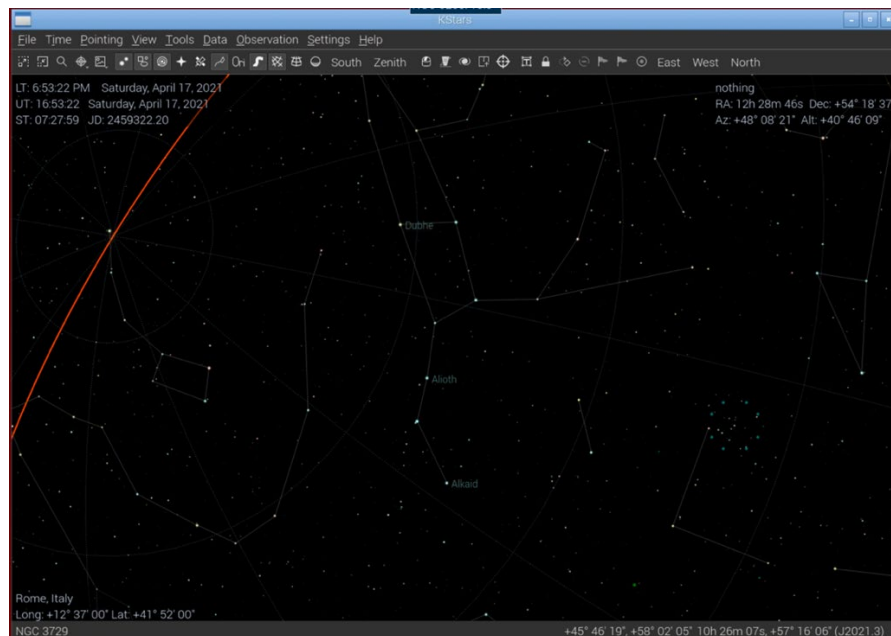 KStars
File Time Pointing View Tools Data Observation Settings Help
South Zenith East West North
LT: 6:53:22 PM Saturday, April 17, 2021
UT: 16:53:22 Saturday, April 17, 2021
ST: 07:27:59 JD: 2459322.20
nothing
RA: 12h 28m 46s Dec: +54° 18' 37
Az: +48° 08' 21" Alt: +40° 46' 09"
Dubhe
Alioth
Alkaid
Rome, Italy
Long: +12° 37' 00" Lat: +41° 52' 00"
NGC 3729
+45° 46' 19", +58° 02' 05" 10h 26m 07s, +57° 16' 06" (J2021.3)